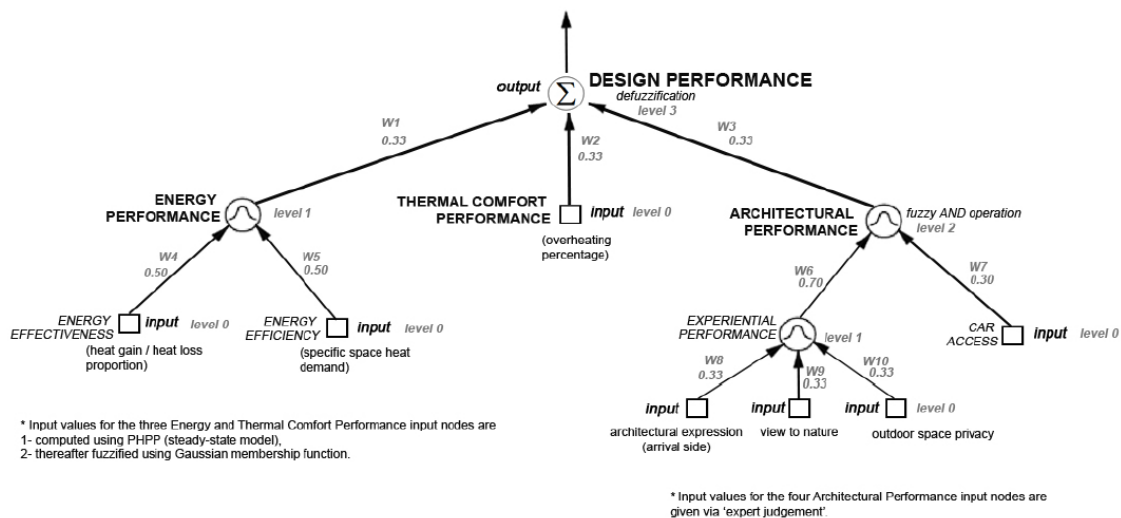 output
DESIGN PERFORMANCE
defuzzification
level 3
W1
0.33
W2
0.33
W3
0.33
ENERGY
PERFORMANCE
level 1
THERMAL COMFORT
PERFORMANCE
input level 0
(overheating
percentage)
ARCHITECTURAL
PERFORMANCE
fuzzy AND operation
level 2
W4
0.50
W5
0.50
W6
0.70
W7
0.30
ENERGY
EFFECTIVENESS
input level 0
(heat gain / heat loss
proportion)
ENERGY
EFFICIENCY
input level 0
(specific space heat
demand)
EXPERIENTIAL
PERFORMANCE
level 1
CAR
ACCESS
input level 0
W8
0.33
W9
0.33
W10
0.33
input
architectural expression
(arrival side)
input
view to nature
input level 0
outdoor space privacy
* Input values for the three Energy and Thermal Comfort Performance input nodes are
1- computed using PHPP (steady-state model),
2- thereafter fuzzified using Gaussian membership function.
* Input values for the four Architectural Performance input nodes are
given via 'expert judgement'.